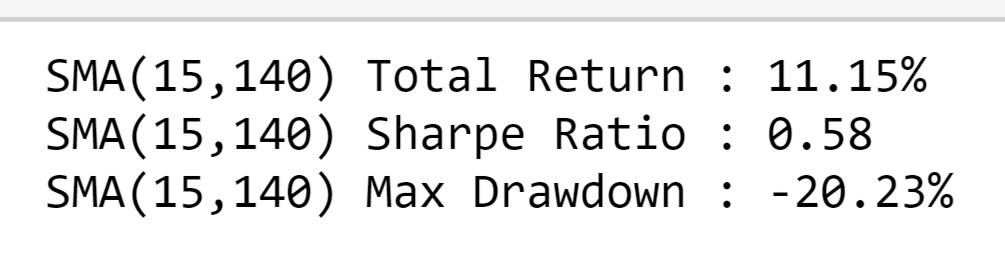 SMA(15,140) Total Return : 11.15%
SMA(15,140) Sharpe Ratio : 0.58
SMA(15,140) Max Drawdown : -20.23%